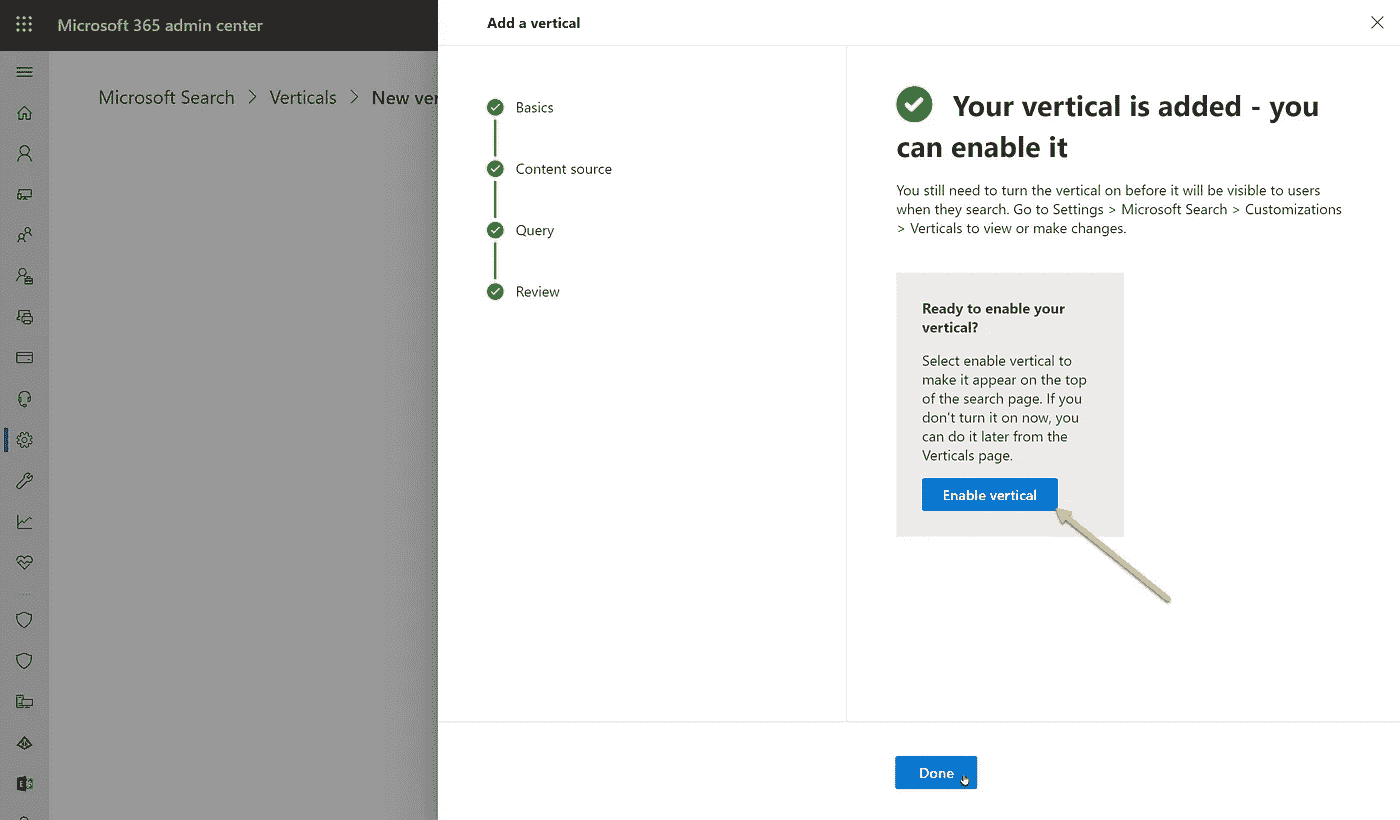 Microsoft 365 admin center
Microsoft Search > Verticals > New ver
Add a vertical
Basics
Content source
Query
Review
Your vertical is added - you
can enable it
You still need to turn the vertical on before it will be visible to users
when they search. Go to Settings > Microsoft Search > Customizations
> Verticals to view or make changes.
Ready to enable your
vertical?
Select enable vertical to
make it appear on the top
of the search page. If you
don't turn it on now, you
can do it later from the
Verticals page.
Enable vertical
Done